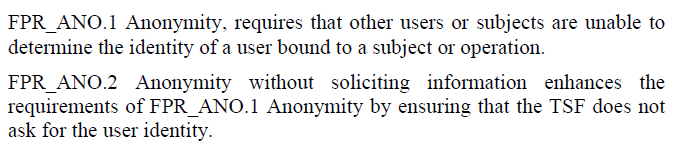 FPR_ANO.1 Anonymity, requires that other users or subjects are unable to
determine the identity of a user bound to a subject or operation.
FPR_ANO.2 Anonymity without soliciting information enhances the
requirements of FPR_ANO.1 Anonymity by ensuring that the TSF does not
ask for the user identity.